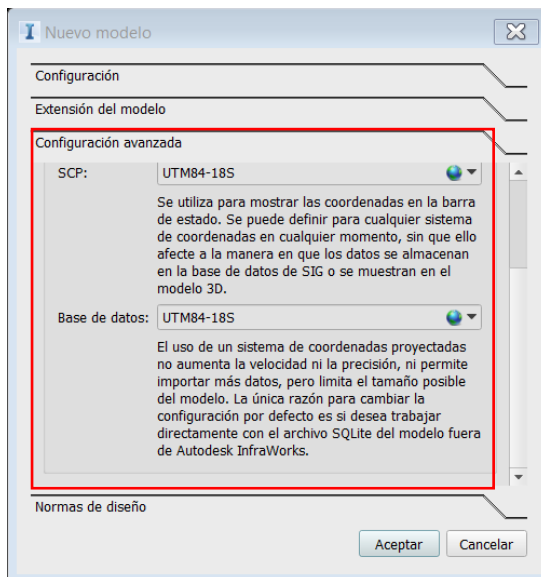 Nuevo modelo
Configuración
Extensión del modelo
Configuración avanzada
SCP:
UTM84-18S
Se utiliza para mostrar las coordenadas en la barra
de estado. Se puede definir para cualquier sistema
de coordenadas en cualquier momento, sin que ello
afecte a la manera en que los datos se almacenan
en la base de datos de SIG o se muestran en el
modelo 3D.
Base de datos:
UTM84-18S
El uso de un sistema de coordenadas proyectadas
no aumenta la velocidad ni la precisión, ni permite
importar más datos, pero limita el tamaño posible
del modelo. La única razón para cambiar la
configuración por defecto es si desea trabajar
directamente con el archivo SQLite del modelo fuera
de Autodesk InfraWorks.
Normas de diseño
Aceptar
Cancelar